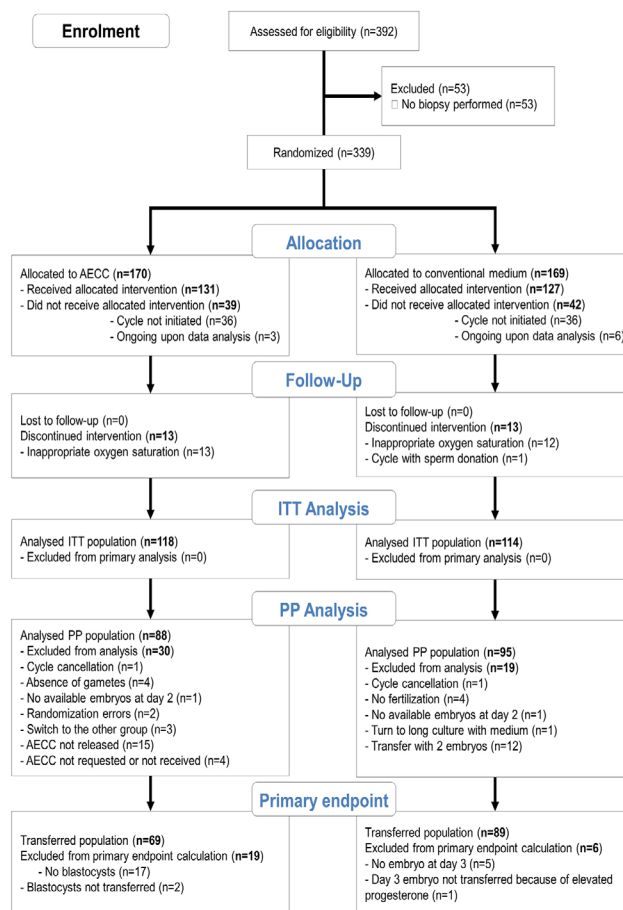 Enrolment
Assessed for eligibility (n=392)
Excluded (n=53)
No biopsy performed (n=53)
Randomized (n=339)
Allocation
Allocated to AECC (n=170)
- Received allocated intervention (n=131)
- Did not receive allocated intervention (n=39)
- Cycle not initiated (n=36)
- Ongoing upon data analysis (n=3)
Allocated to conventional medium (n=169)
- Received allocated intervention (n=127)
- Did not receive allocated intervention (n=42)
- Cycle not initiated (n=36)
- Ongoing upon data analysis (n=6)
Follow-Up
Lost to follow-up (n=0)
Discontinued intervention (n=13)
- Inappropriate oxygen saturation (n=13)
Lost to follow-up (n=0)
Discontinued intervention (n=13)
- Inappropriate oxygen saturation (n=12)
- Cycle with sperm donation (n=1)
ITT Analysis
Analysed ITT population (n=118)
- Excluded from primary analysis (n=0)
Analysed ITT population (n=114)
- Excluded from primary analysis (n=0)
PP Analysis
Analysed PP population (n=88)
- Excluded from analysis (n=30)
- Cycle cancellation (n=1)
- Absence of gametes (n=4)
- No available embryos at day 2 (n=1)
- Randomization errors (n=2)
- Switch to the other group (n=3)
- AECC not released (n=15)
- AECC not requested or not received (n=4)
Analysed PP population (n=95)
- Excluded from analysis (n=19)
- Cycle cancellation (n=1)
- No fertilization (n=4)
- No available embryos at day 2 (n=1)
- Turn to long culture with medium (n=1)
- Transfer with 2 embryos (n=12)
Primary endpoint
Transferred population (n=69)
Excluded from primary endpoint calculation (n=19)
- No blastocysts (n=17)
- Blastocysts not transferred (n=2)
Transferred population (n=89)
Excluded from primary endpoint calculation (n=6)
- No embryo at day 3 (n=5)
- Day 3 embryo not transferred because of elevated
progesterone (n=1)